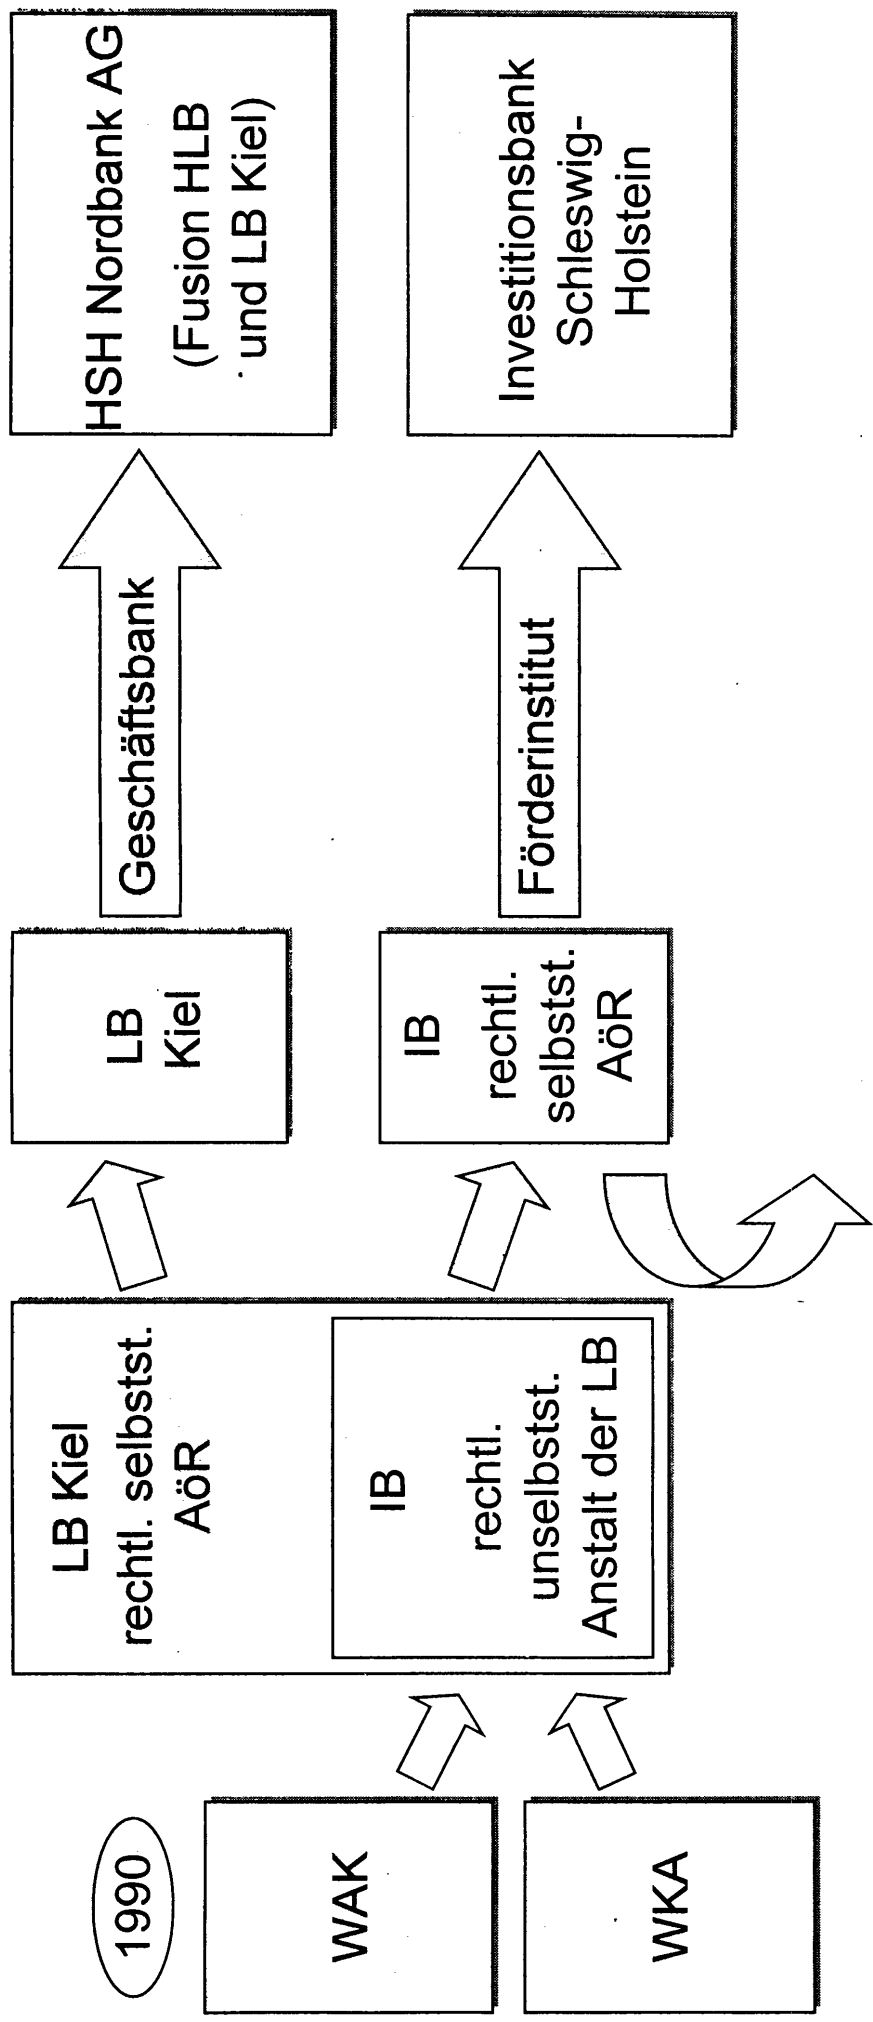 1990
WAK
WKA
LB Kiel
rechtl. selbstst.
AöR
IB
rechtl.
unselbstst.
Anstalt der LB
LB
Kiel
IB
rechtl.
selbstst.
AöR
Geschäftsbank
Förderinstitut
HSH Nordbank AG
(Fusion HLB
und LB Kiel)
Investitionsbank
Schleswig-
Holstein